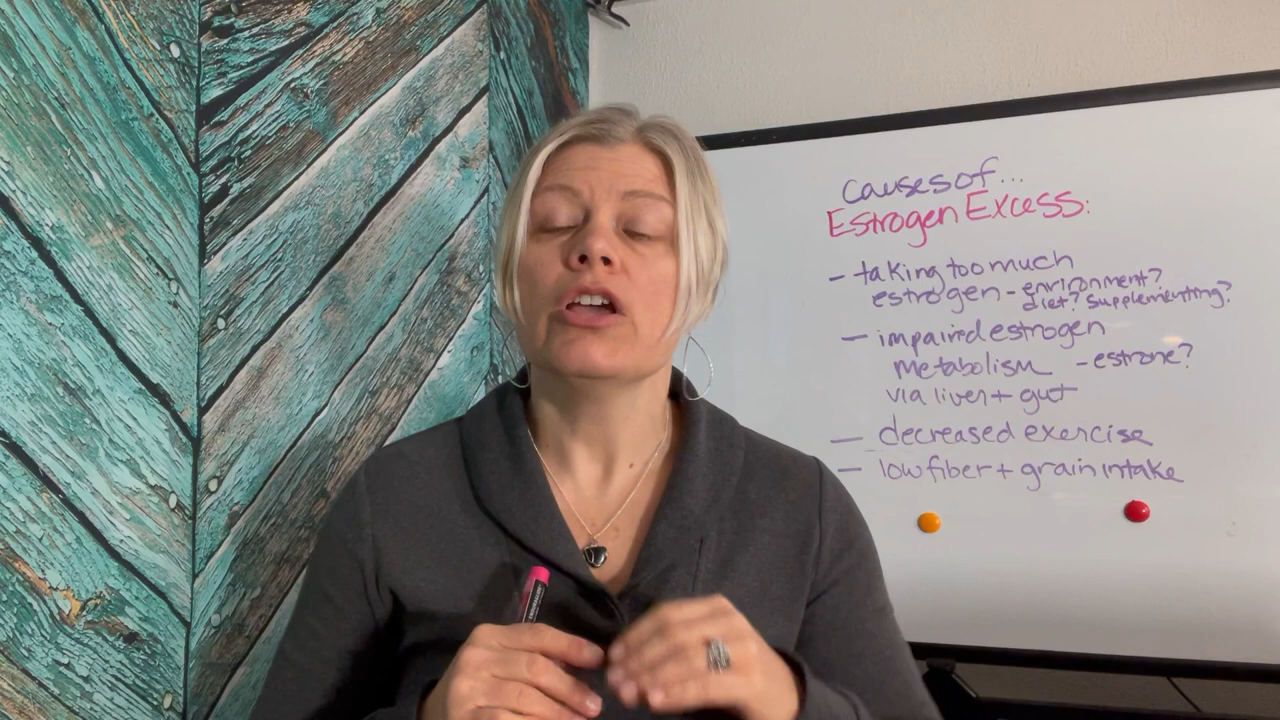 causes of...
Estrogen Excess:
- taking too much
estrogen - environment?
diet? supplementing?
- impaired estrogen
metabolism - estrone?
via liver + gut
- decreased exercise
- low fiber + grain intake